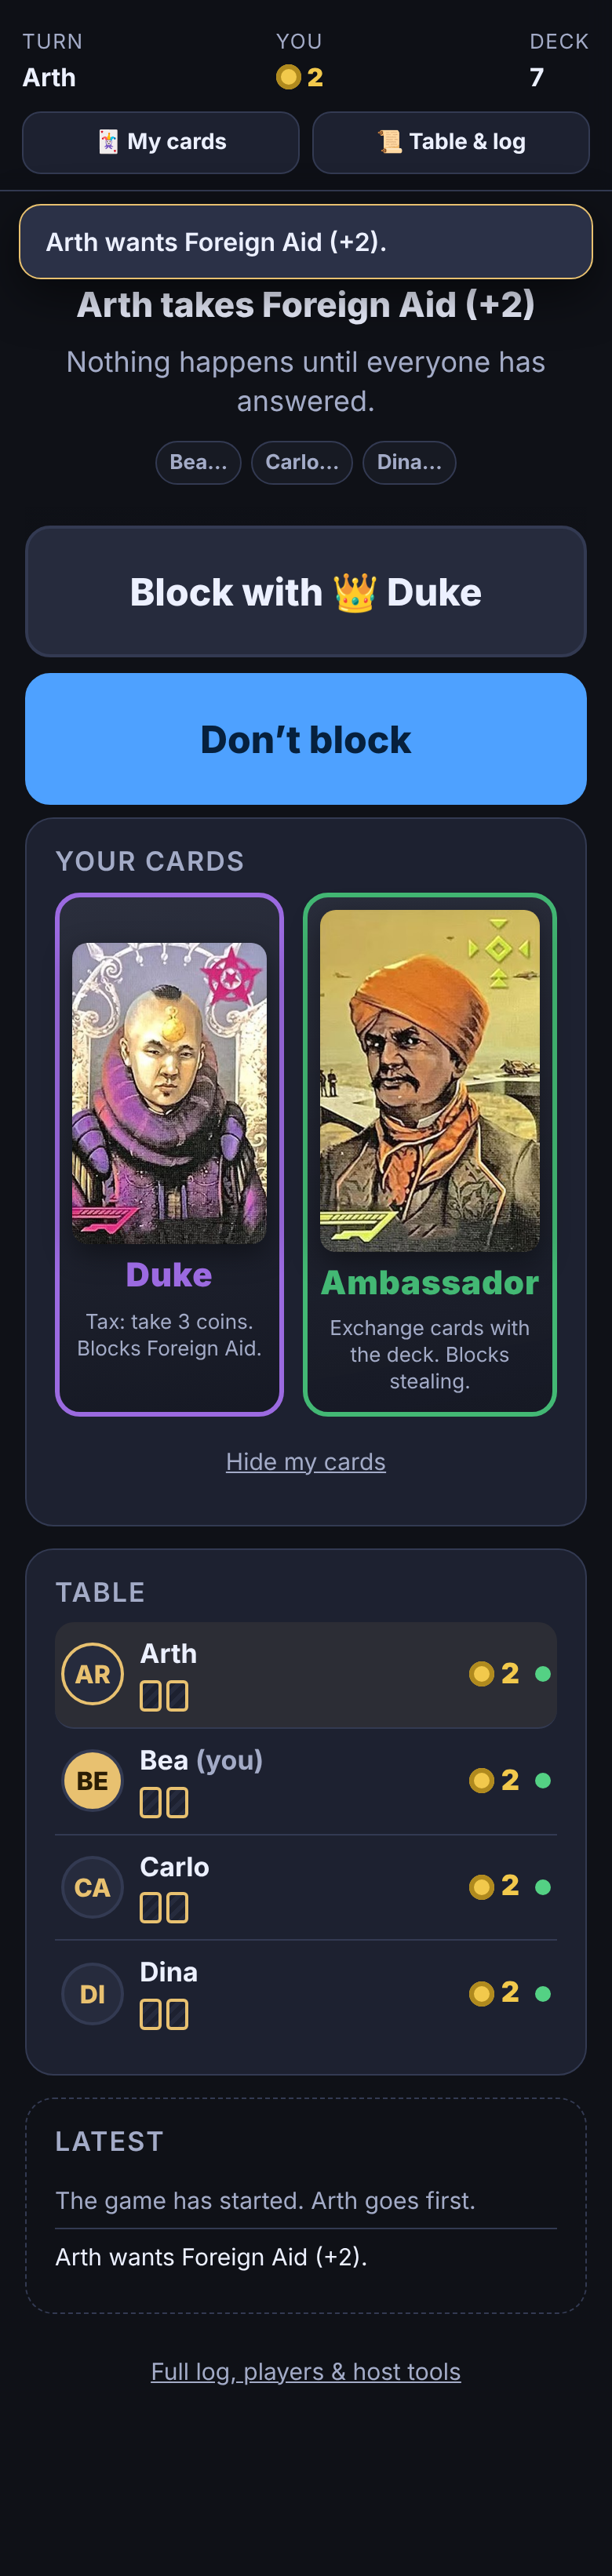 TURN
Arth
YOU
2
DECK
7
🃏 My cards
📜 Table & log
Arth wants Foreign Aid (+2).
Arth takes Foreign Aid (+2)
Nothing happens until everyone has
answered.
Bea…
Carlo…
Dina…
Block with 👑 Duke
Don’t block
YOUR CARDS
Duke
Tax: take 3 coins.
Blocks Foreign Aid.
Ambassador
Exchange cards with
the deck. Blocks
stealing.
Hide my cards
TABLE
AR
Arth
2
BE
Bea (you)
2
CA
Carlo
2
DI
Dina
2
LATEST
The game has started. Arth goes first.
Arth wants Foreign Aid (+2).
Full log, players & host tools